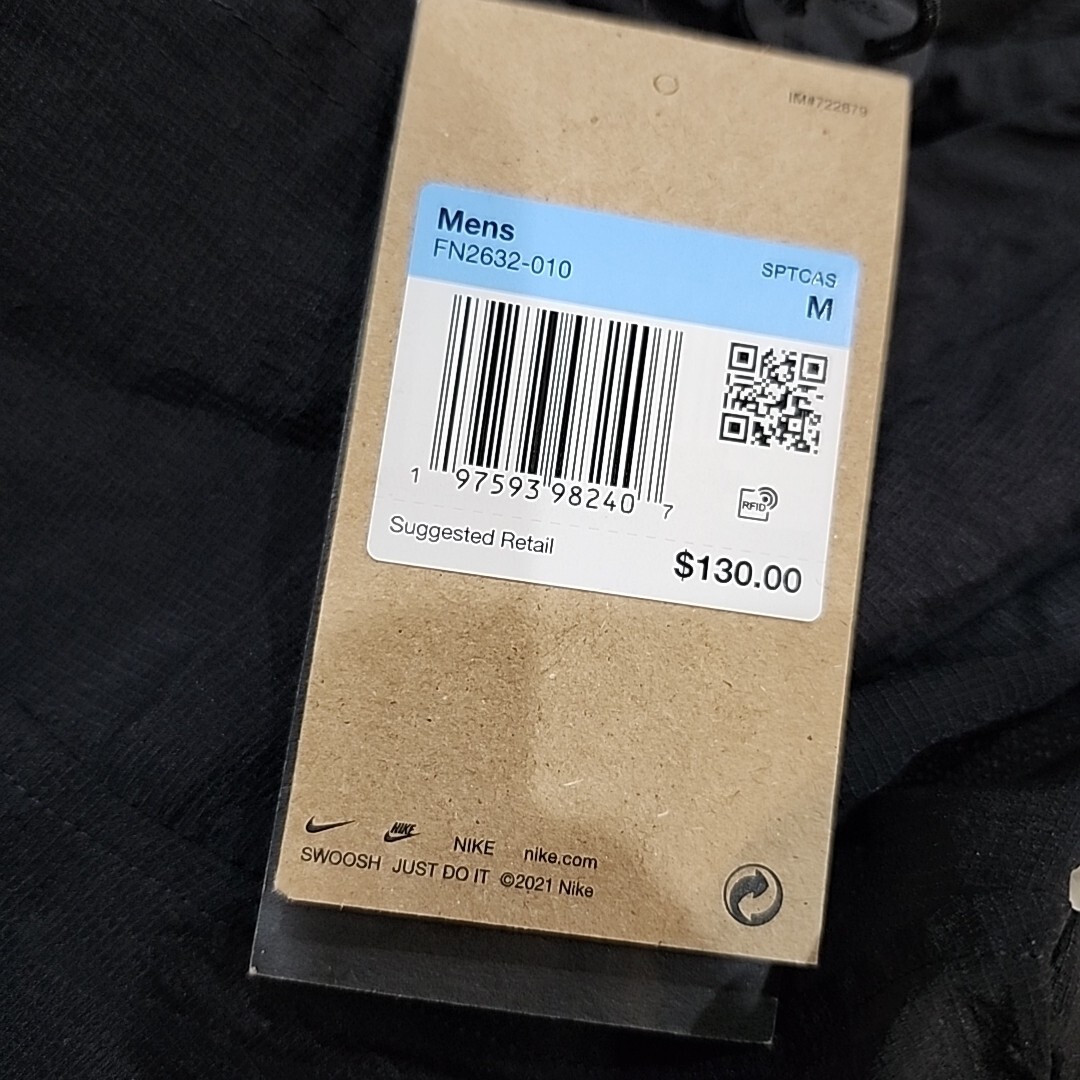 IM#722679
Mens
FN2632-010
SPTCAS
M
1 97593 98240 7
RFID
Suggested Retail
$130.00
NIKE NIKE nike.com
SWOOSH JUST DO IT ©2021 Nike